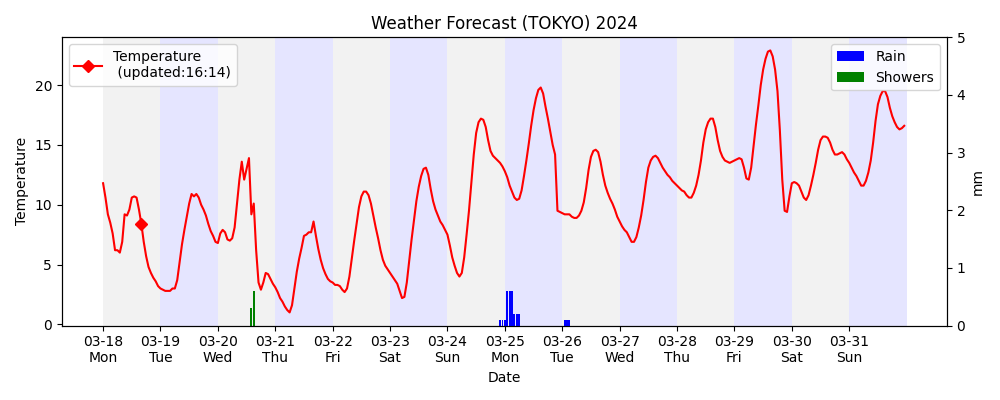 Weather Forecast (TOKYO) 2024
Temperature
(updated:16:14)
Rain
Showers
Temperature
20
15
10
5
0
5
4
3
2
1
0
mm
03-18 03-19 03-20 03-21 03-22 03-23 03-24 03-25 03-26 03-27 03-28 03-29 03-30 03-31
Mon Tue Wed Thu Fri Sat Sun Mon Tue Wed Thu Fri Sat Sun
Date